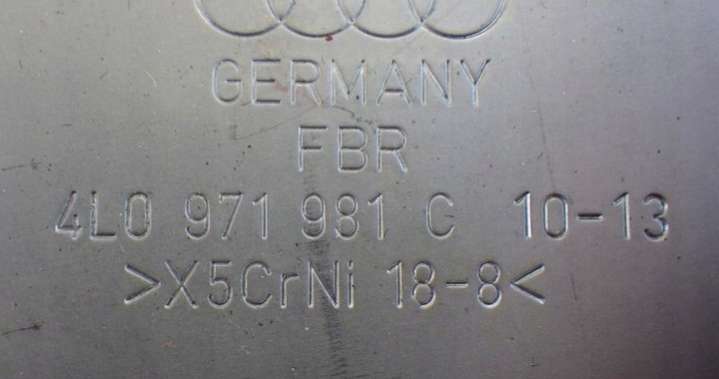 GERMANY
FBR
4L0 971 981 C 10-13
>X5CrNi 18-8<